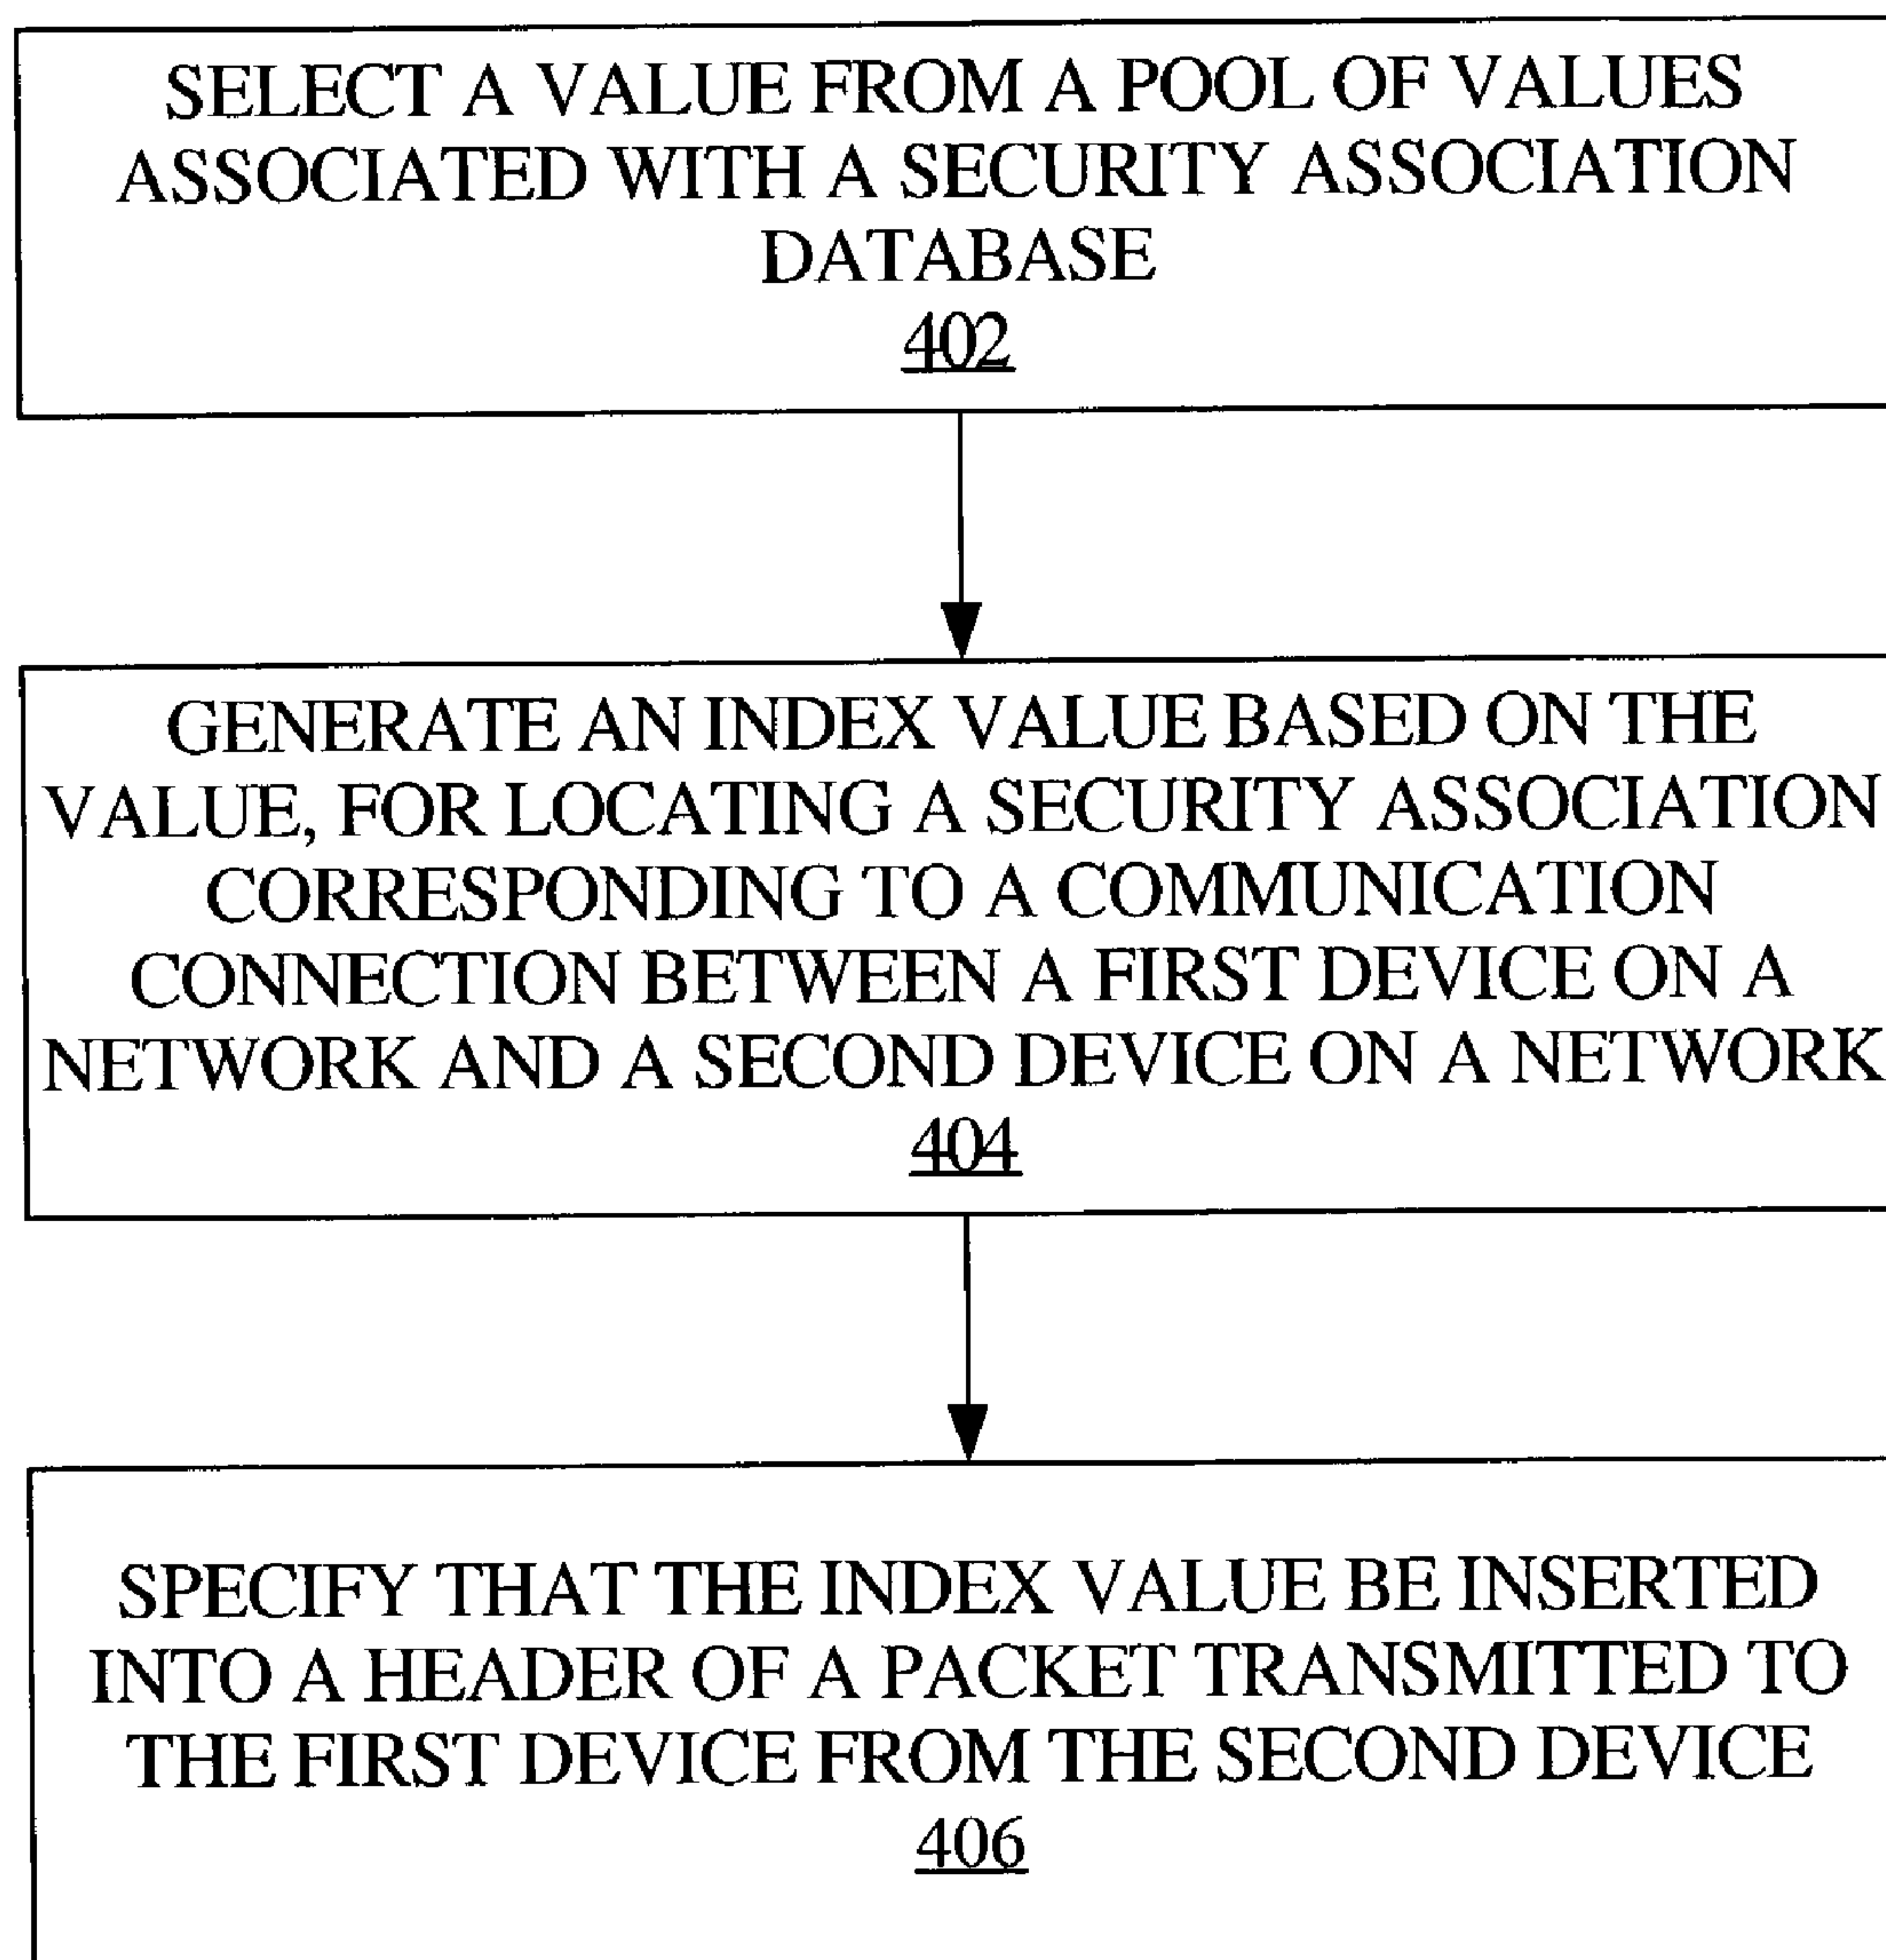 SELECT A VALUE FROM A POOL OF VALUES
ASSOCIATED WITH A SECURITY ASSOCIATION
DATABASE
402
GENERATE AN INDEX VALUE BASED ON THE
VALUE, FOR LOCATING A SECURITY ASSOCIATION
CORRESPONDING TO A COMMUNICATION
CONNECTION BETWEEN A FIRST DEVICE ON A
NETWORK AND A SECOND DEVICE ON A NETWORK
404
SPECIFY THAT THE INDEX VALUE BE INSERTED
INTO A HEADER OF A PACKET TRANSMITTED TO
THE FIRST DEVICE FROM THE SECOND DEVICE
406